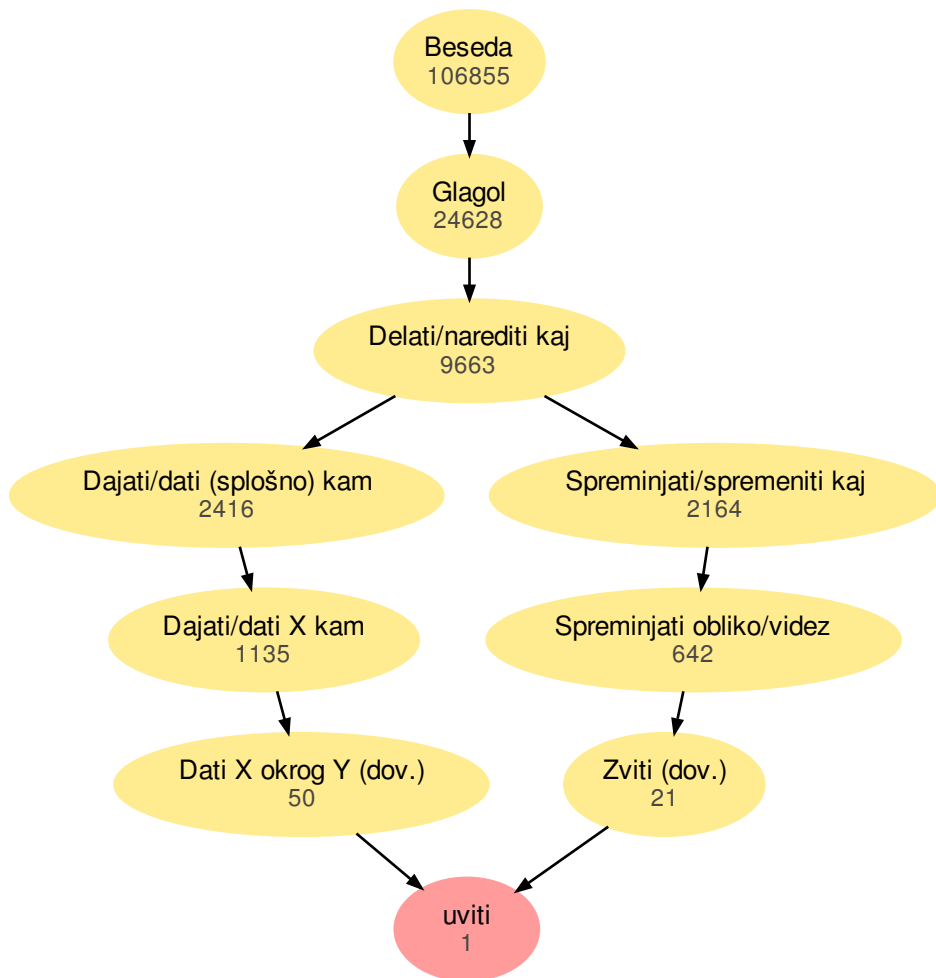 Beseda
106855
Glagol
24628
Delati/narediti kaj
9663
Dajati/dati (splošno) kam
2416
Spreminjati/spremeniti kaj
2164
Dajati/dati X kam
1135
Spreminjati obliko/videz
642
Dati X okrog Y (dov.)
50
Zviti (dov.)
21
uviti
1